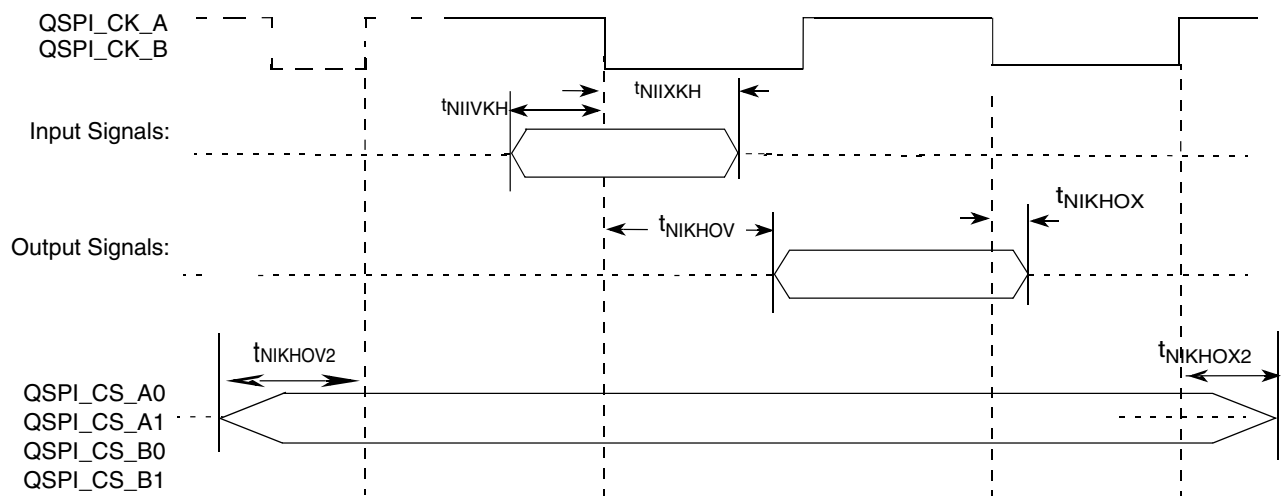 QSPI_CK_A
QSPI_CK_B
tNIIVKH
tNIIXKH
Input Signals:
tNIKHOX
tNIKHOV
Output Signals:
tNIKHOV2
tNIKHOX2
QSPI_CS_A0
QSPI_CS_A1
QSPI_CS_B0
QSPI_CS_B1